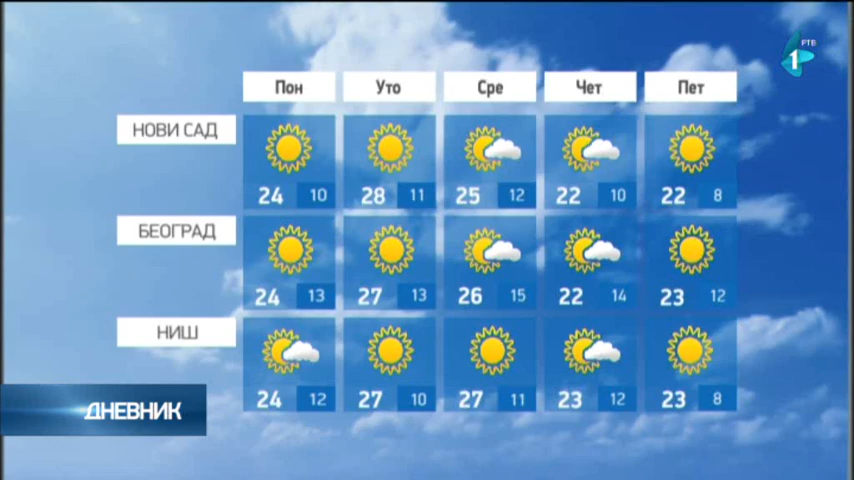 РТВ
1
Пон Уто Сре Чет Пет
НОВИ САД
24 10 28 11 25 12 22 10 22 8
БЕОГРАД
24 13 27 13 26 15 22 14 23 12
НИШ
24 12 27 10 27 11 23 12 23 8
ДНЕВНИК